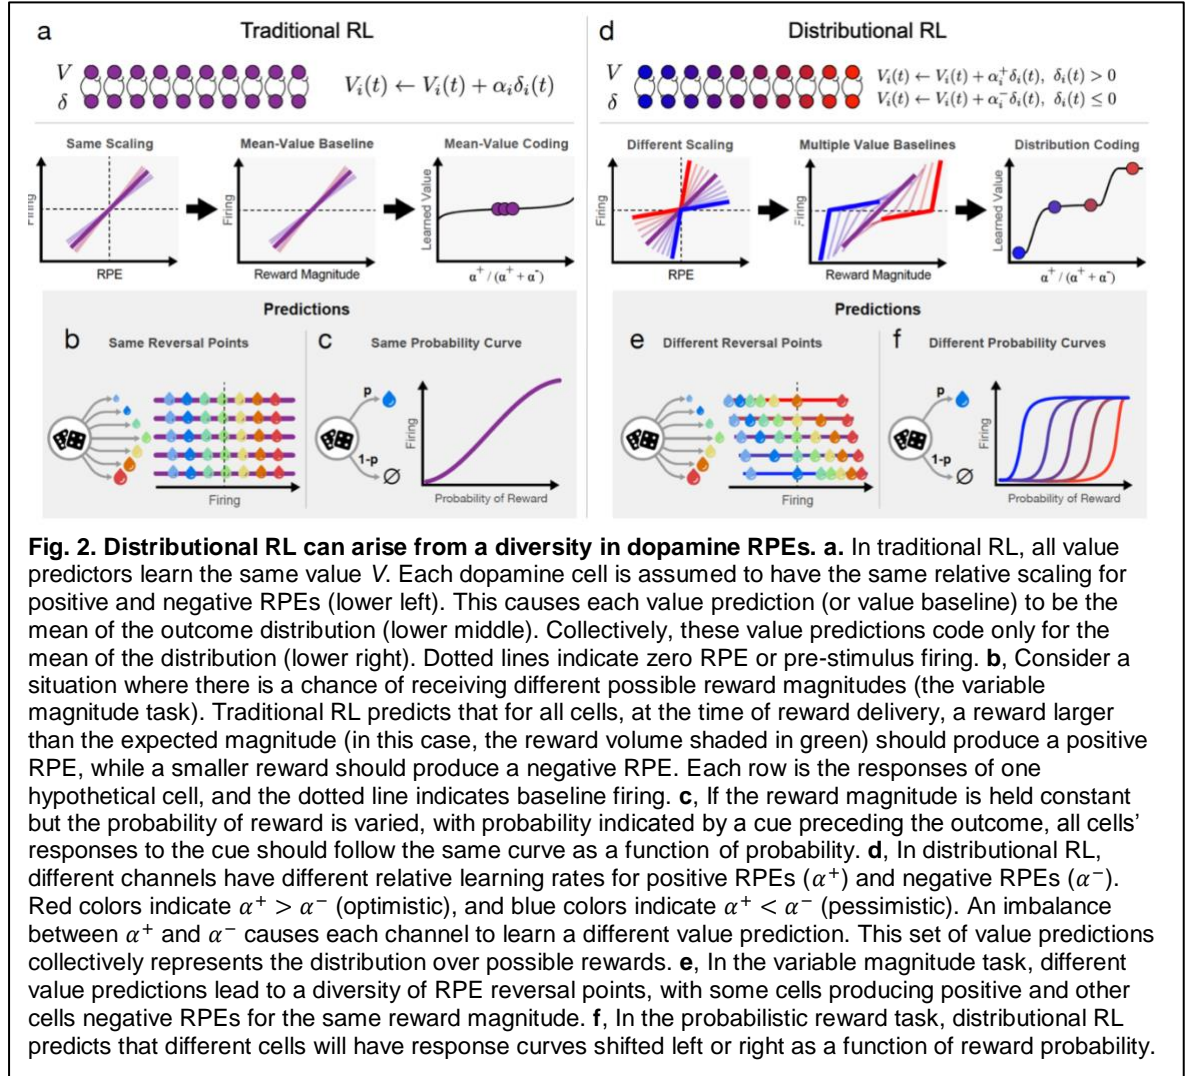 a
Traditional RL
V
δ
V_i(t) ← V_i(t) + α_iδ_i(t)
Same Scaling
Mean-Value Baseline
Mean-Value Coding
Firing
RPE
Firing
Reward Magnitude
Learned Value
α⁺/(α⁺ + α⁻)
Predictions
b
Same Reversal Points
Firing
c
Same Probability Curve
p
1-p
∅
Firing
Probability of Reward
d
Distributional RL
V
δ
V_i(t) ← V_i(t) + α_i⁺δ_i(t), δ_i(t) > 0
V_i(t) ← V_i(t) + α_i⁻δ_i(t), δ_i(t) ≤ 0
Different Scaling
Multiple Value Baselines
Distribution Coding
Firing
RPE
Firing
Reward Magnitude
Learned Value
α⁺/(α⁺ + α⁻)
Predictions
e
Different Reversal Points
Firing
f
Different Probability Curves
p
1-p
∅
Firing
Probability of Reward
Fig. 2. Distributional RL can arise from a diversity in dopamine RPEs. a. In traditional RL, all value
predictors learn the same value V. Each dopamine cell is assumed to have the same relative scaling for
positive and negative RPEs (lower left). This causes each value prediction (or value baseline) to be the
mean of the outcome distribution (lower middle). Collectively, these value predictions code only for the
mean of the distribution (lower right). Dotted lines indicate zero RPE or pre-stimulus firing. b, Consider a
situation where there is a chance of receiving different possible reward magnitudes (the variable
magnitude task). Traditional RL predicts that for all cells, at the time of reward delivery, a reward larger
than the expected magnitude (in this case, the reward volume shaded in green) should produce a positive
RPE, while a smaller reward should produce a negative RPE. Each row is the responses of one
hypothetical cell, and the dotted line indicates baseline firing. c, If the reward magnitude is held constant
but the probability of reward is varied, with probability indicated by a cue preceding the outcome, all cells'
responses to the cue should follow the same curve as a function of probability. d, In distributional RL,
different channels have different relative learning rates for positive RPEs (α⁺) and negative RPEs (α⁻).
Red colors indicate α⁺ > α⁻ (optimistic), and blue colors indicate α⁺ < α⁻ (pessimistic). An imbalance
between α⁺ and α⁻ causes each channel to learn a different value prediction. This set of value predictions
collectively represents the distribution over possible rewards. e, In the variable magnitude task, different
value predictions lead to a diversity of RPE reversal points, with some cells producing positive and other
cells negative RPEs for the same reward magnitude. f, In the probabilistic reward task, distributional RL
predicts that different cells will have response curves shifted left or right as a function of reward probability.